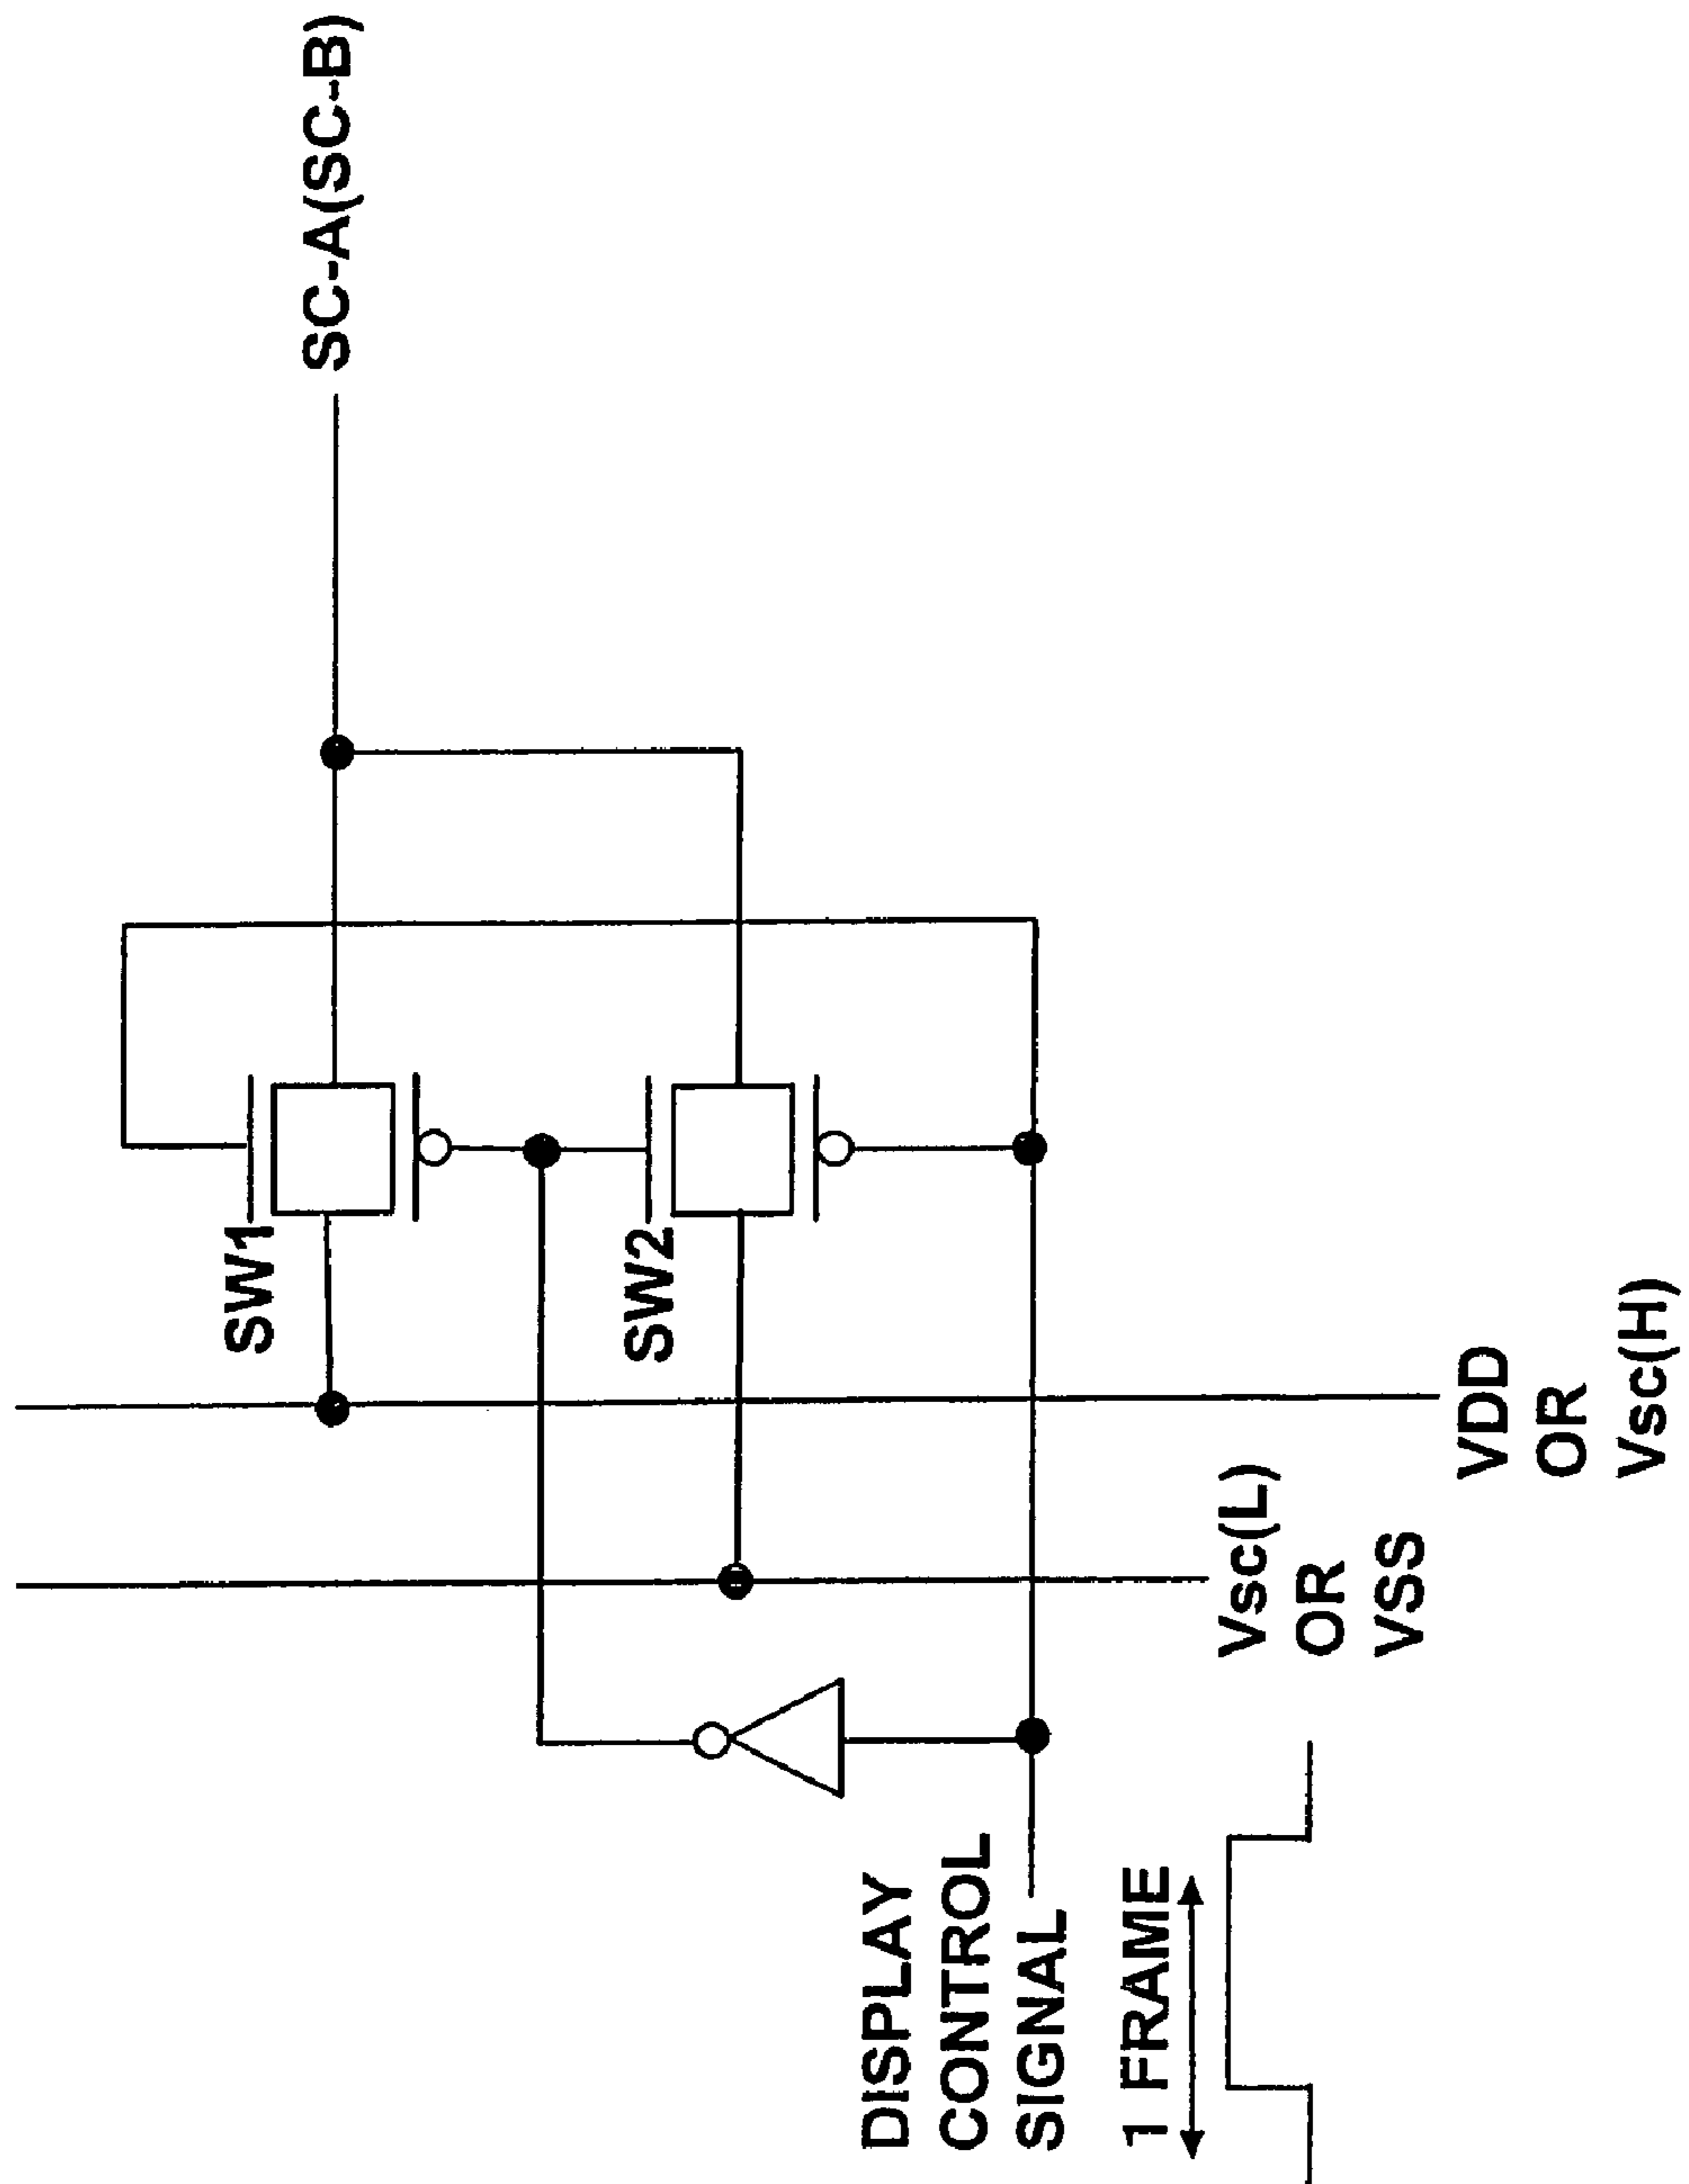 SC-A(SC-B)
SW1
SW2
DISPLAY
CONTROL
SIGNAL
1 FRAME
Vsc(L)
OR
VSS
VDD
OR
Vsc(H)